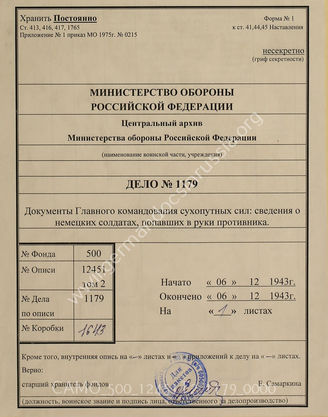 Хранить Постоянно
Ст. 413, 416, 417, 1765
Приложение № 1 приказ МО 1975г. № 0215
Форма № 1
к ст. 41,44,45 Наставления
несекретно
(гриф секретности)
МИНИСТЕРСТВО ОБОРОНЫ
РОССИЙСКОЙ ФЕДЕРАЦИИ
Центральный архив
Министерства обороны Российской Федерации
(наименование воинской части, учреждения)
ДЕЛО № 1179
Документы Главного командования сухопутных сил: сведения о
немецких солдатах, попавших в руки противника.
№ Фонда 500
№ Описи 12451
том 2
№ Дела 1179
по описи
№ Коробки 1643
Начато « 06 » 12 1943г.
Окончено « 06 » 12 1943г.
На « 1 » листах
Кроме того, внутренняя опись на «–» листах и приложений к делу на «–» листах.
Верно:
старший хранитель фондов Е. Самаркина
(должность, воинское звание и подпись лица, ответственного за делопроизводство)
www.germandocsinrussia.org